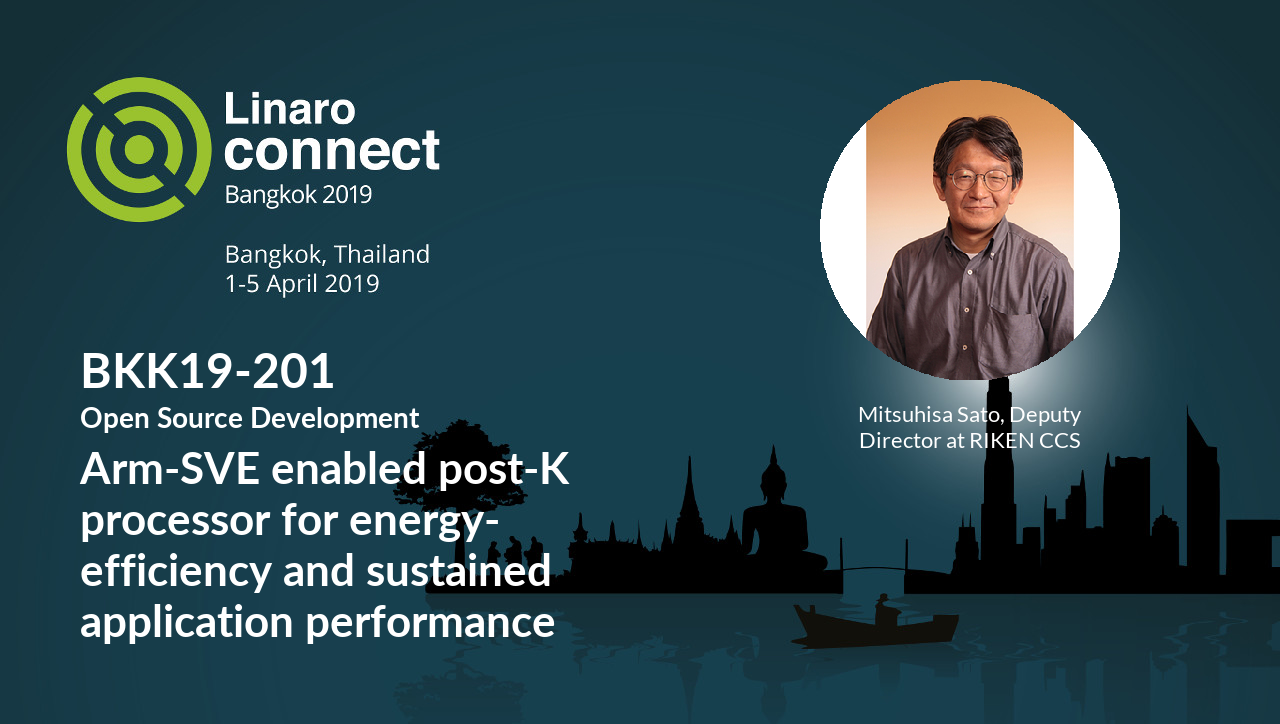 Linaro
connect
Bangkok 2019
Bangkok, Thailand
1-5 April 2019
BKK19-201
Open Source Development
Arm-SVE enabled post-K
processor for energy-
efficiency and sustained
application performance
Mitsuhisa Sato, Deputy
Director at RIKEN CCS